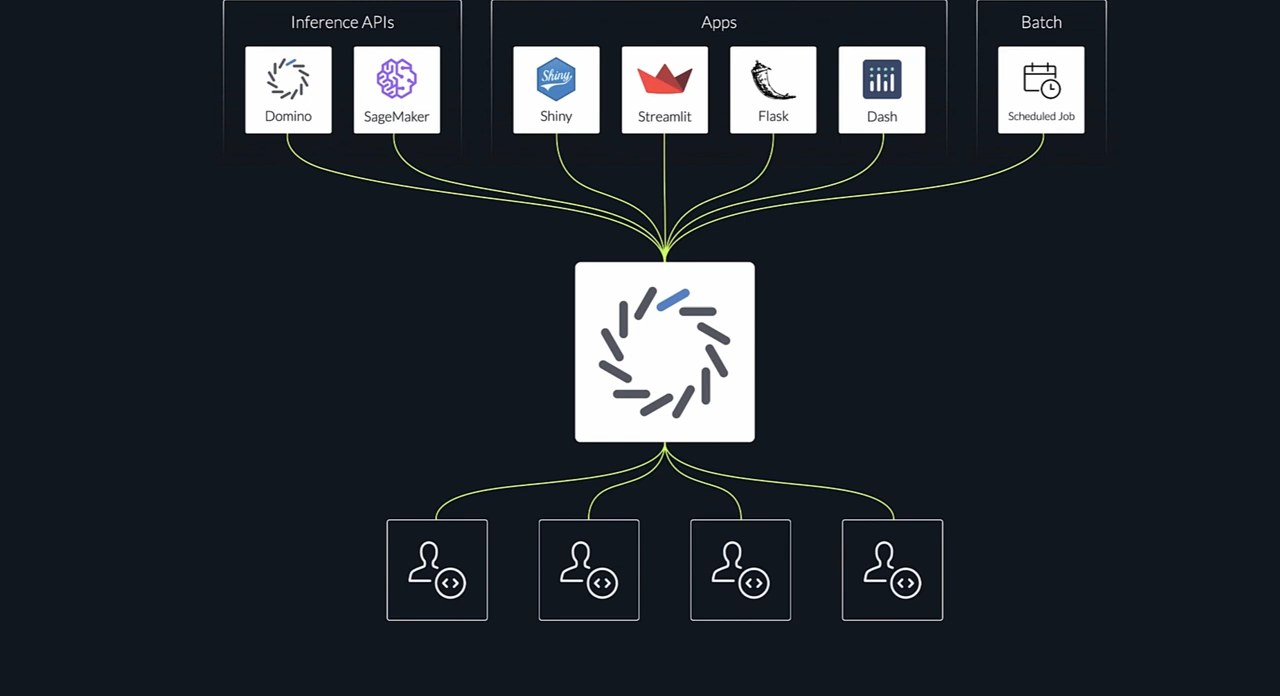 Inference APIs
Apps
Batch
Shiny
Domino
SageMaker
Shiny
Streamlit
Flask
Dash
Scheduled Job